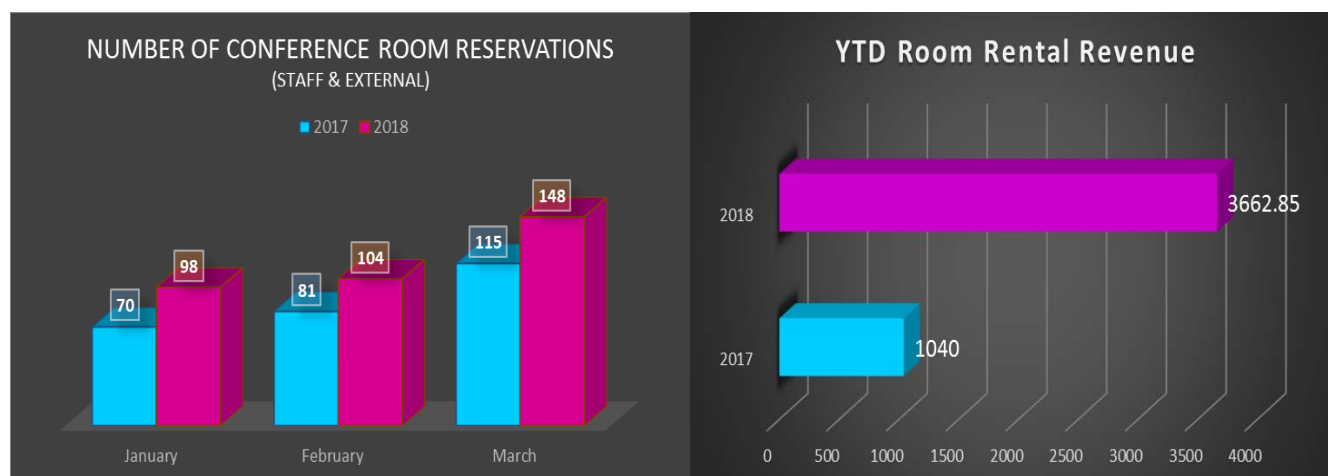 NUMBER OF CONFERENCE ROOM RESERVATIONS
(STAFF & EXTERNAL)
2017 2018
70
98
81
104
115
148
January February March
YTD Room Rental Revenue
2018
3662.85
2017
1040
0 500 1000 1500 2000 2500 3000 3500 4000